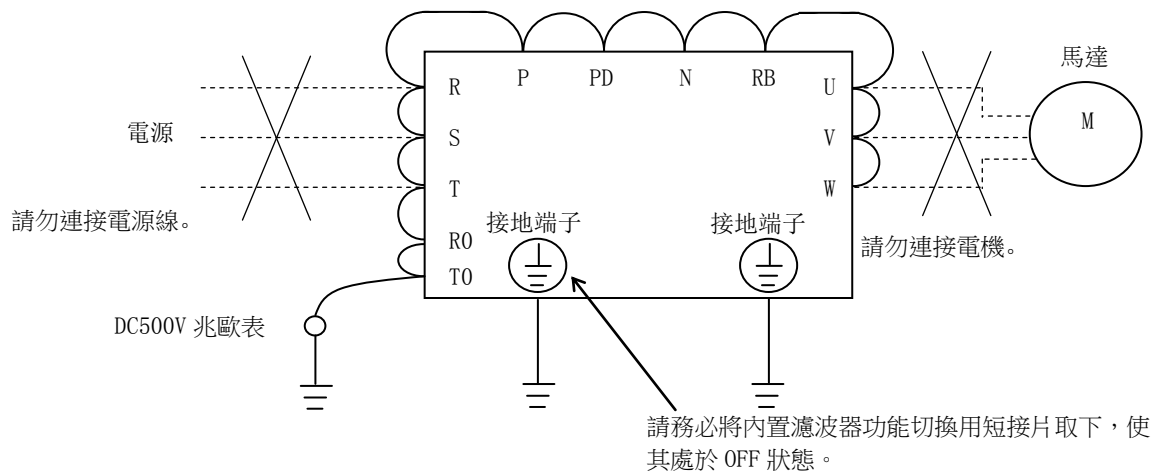 馬達
R
P
PD
N
RB
U
M
電源
S
V
T
W
請勿連接電源線。
接地端子
接地端子
R0
請勿連接電機。
T0
DC500V 兆歐表
請務必將內置濾波器功能切換用短接片取下，使
其處於 OFF 狀態。